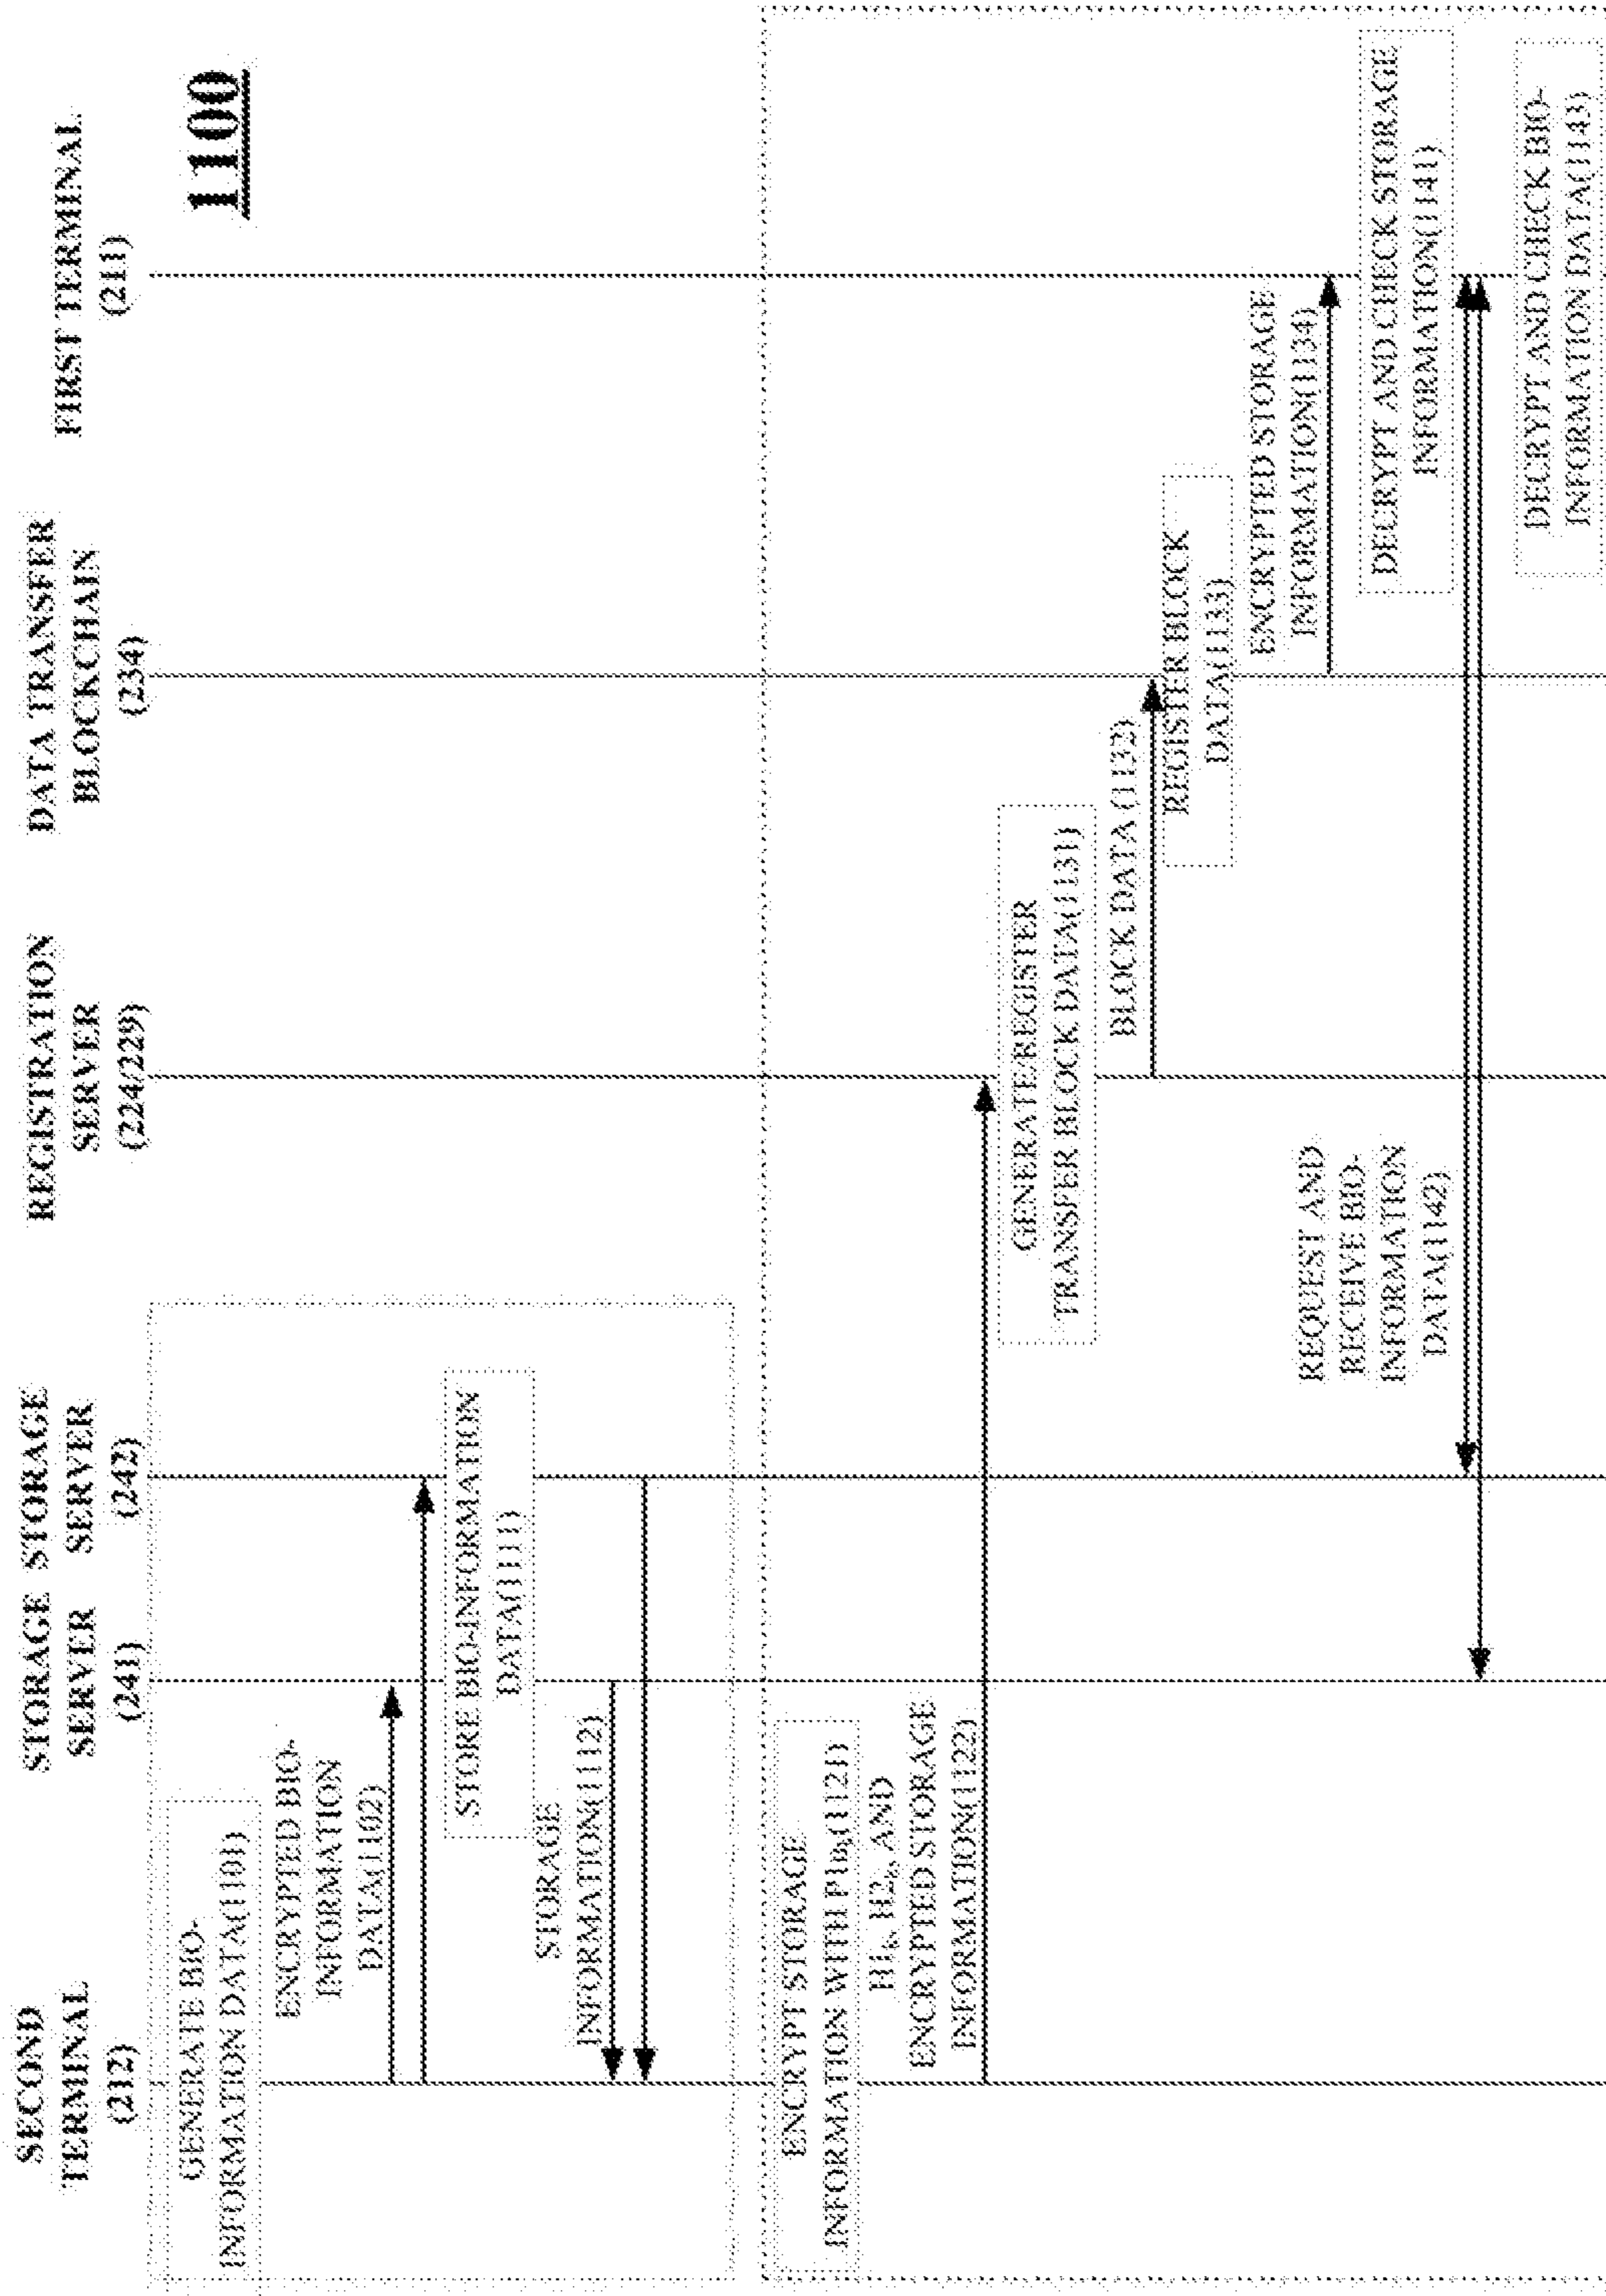 1100
SECOND
TERMINAL
(212)
STORAGE
SERVER
(241)
STORAGE
SERVER
(242)
REGISTRATION
SERVER
(224/229)
DATA TRANSFER
BLOCKCHAIN
(234)
FIRST TERMINAL
(211)
GENERATE BIO-
INFORMATION DATA(1101)
ENCRYPTED BIO-
INFORMATION
DATA(1102)
STORE BIO-INFORMATION
DATA(1111)
STORAGE
INFORMATION(1112)
ENCRYPT STORAGE
INFORMATION WITH (1121)
AND
ENCRYPTED STORAGE
INFORMATION(1122)
GENERATE/REGISTER
TRANSPER BLOCK DATA(1131)
BLOCK DATA (1132)
REGISTER BLOCK
DATA(1133)
ENCRYPTED STORAGE
INFORMATION(1134)
DECRYPT AND CHECK STORAGE
INFORMATION(1141)
REQUEST AND
RECEIVE BIO-
INFORMATION
DATA(1142)
DECRYPT AND CHECK BIO-
INFORMATION DATA(1143)